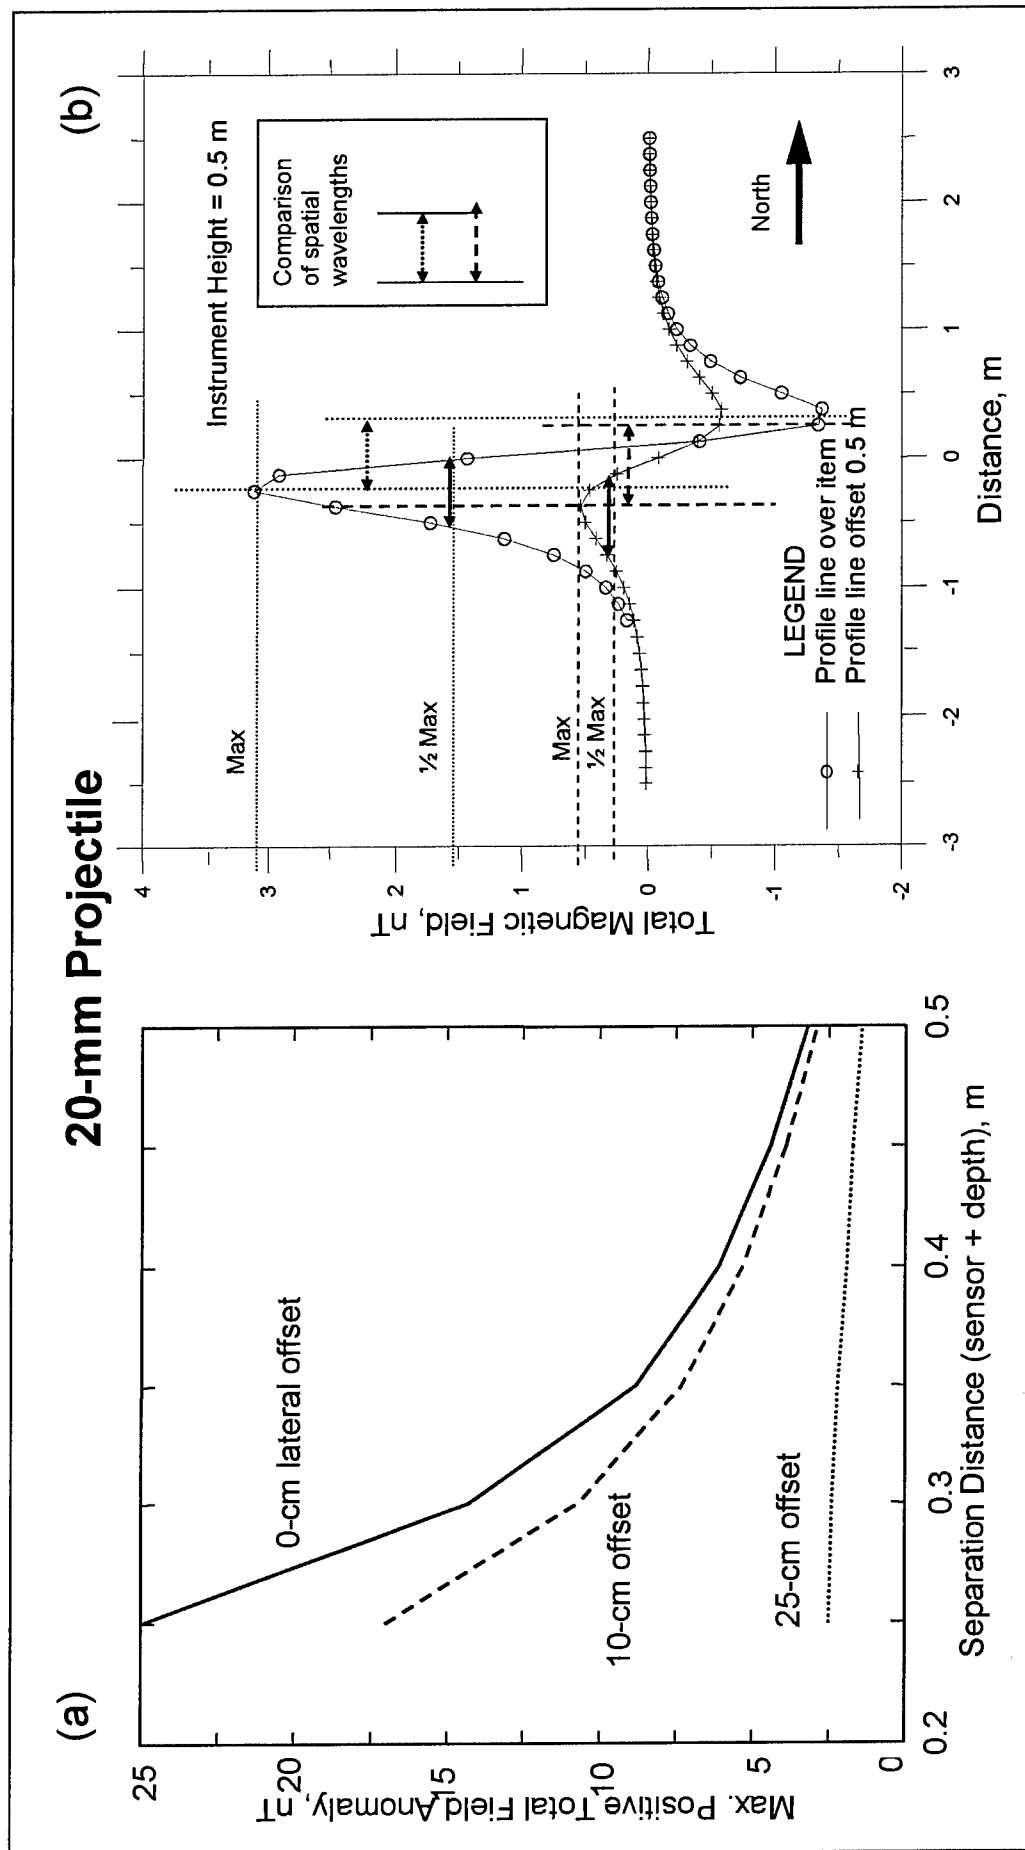 20-mm Projectile
(a)
Max. Positive Total Field Anomaly, nT
25
20
15
10
5
0
0-cm lateral offset
10-cm offset
25-cm offset
0.2
0.3
0.4
0.5
Separation Distance (sensor + depth), m
(b)
Instrument Height = 0.5 m
Total Magnetic Field, nT
4
3
2
1
0
-1
-2
Max
½ Max
Max
½ Max
Comparison
of spatial
wavelengths
North
LEGEND
Profile line over item
Profile line offset 0.5 m
-3
-2
-1
0
1
2
3
Distance, m